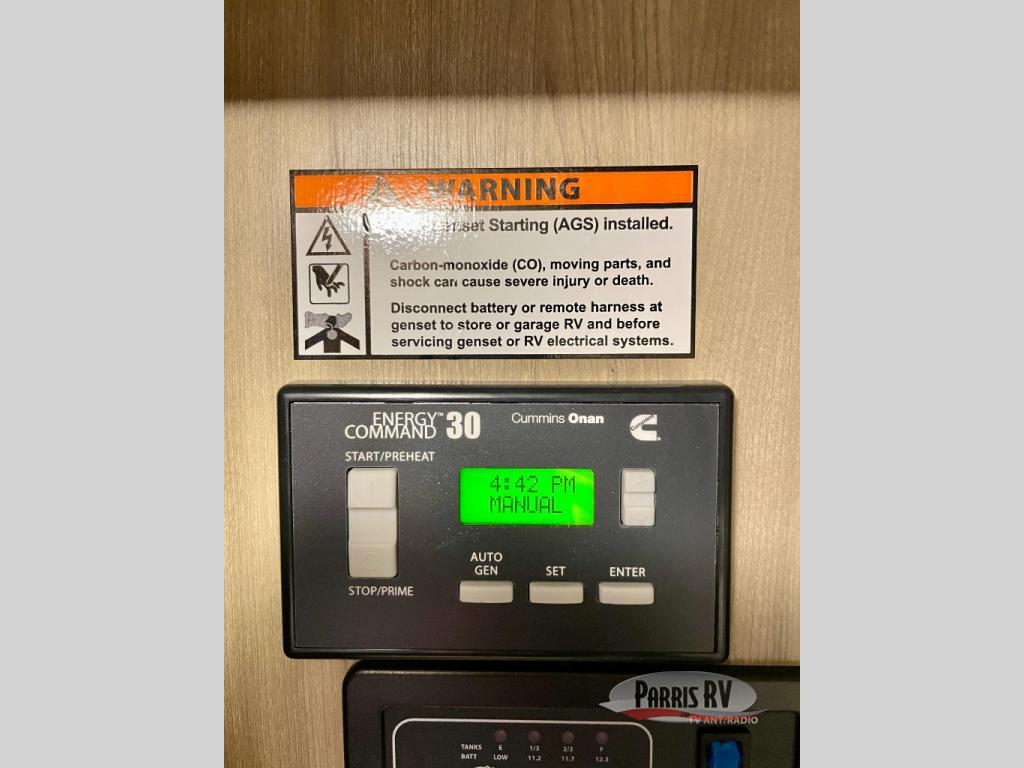 WARNING
Genset Starting (AGS) installed.
Carbon-monoxide (CO), moving parts, and
shock can cause severe injury or death.
Disconnect battery or remote harness at
genset to store or garage RV and before
servicing genset or RV electrical systems.
ENERGY™
COMMAND 30
Cummins Onan
Cummins
START/PREHEAT
4:42 PM
MANUAL
STOP/PRIME
AUTO
GEN
SET
ENTER
PARRIS RV
TV ANT/RADIO
TANKS E 1/3 2/3 F
BATT LOW 11.2 11.7 12.3